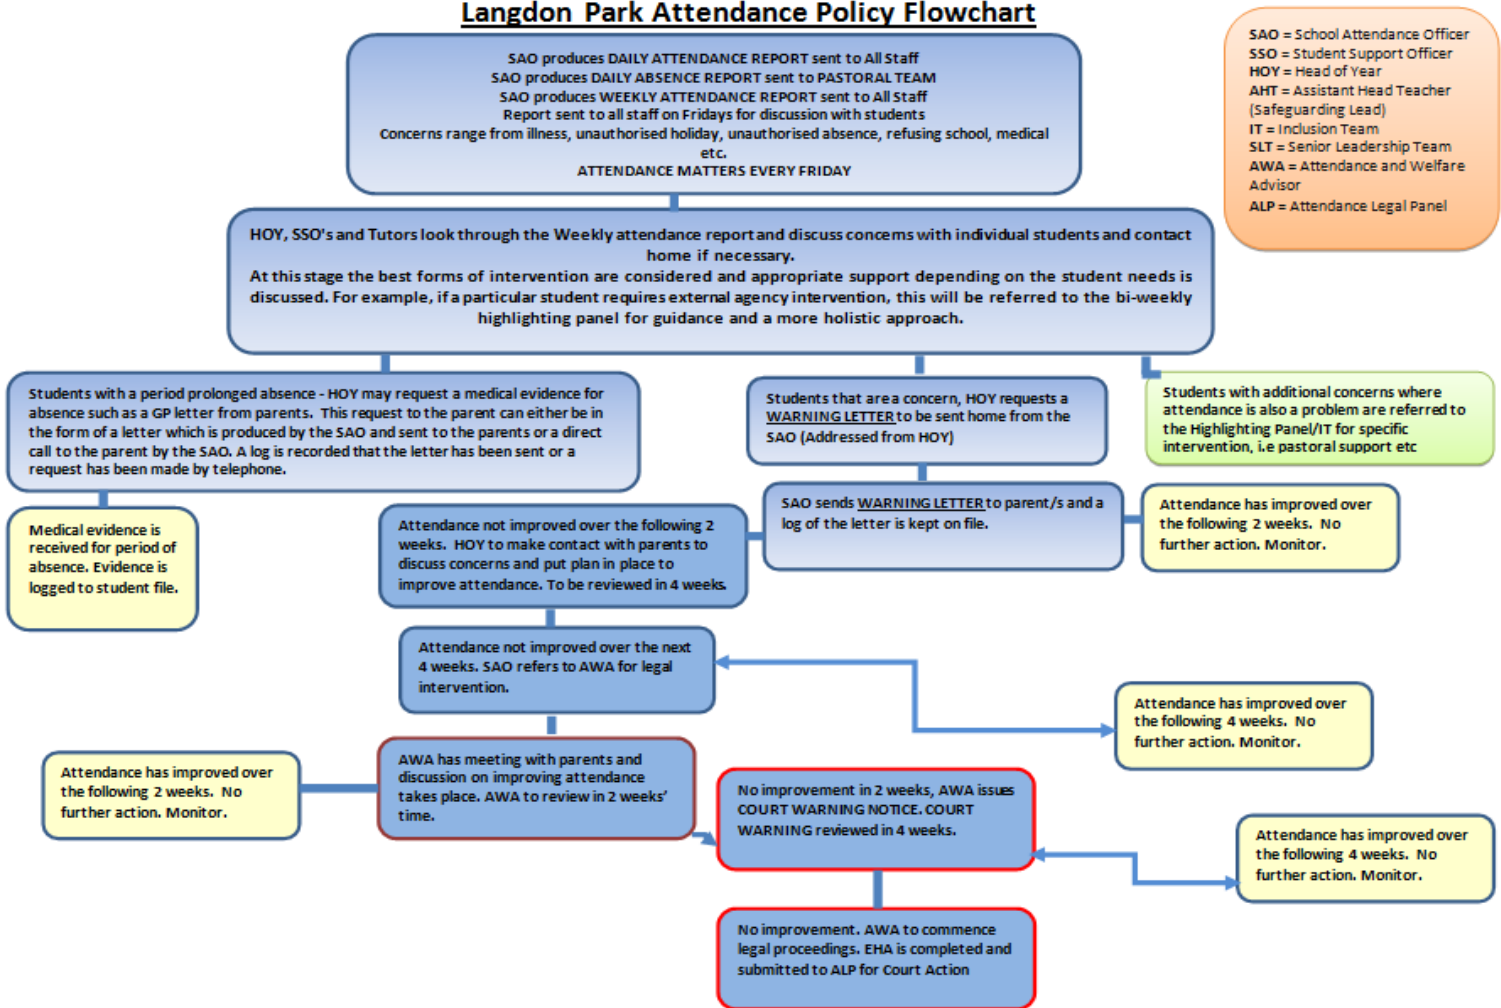 Langdon Park Attendance Policy Flowchart
SAO produces DAILY ATTENDANCE REPORT sent to All Staff
SAO produces DAILY ABSENCE REPORT sent to PASTORAL TEAM
SAO produces WEEKLY ATTENDANCE REPORT sent to All Staff
Report sent to all staff on Fridays for discussion with students
Concerns range from illness, unauthorised holiday, unauthorised absence, refusing school, medical
etc.
ATTENDANCE MATTERS EVERY FRIDAY
SAO = School Attendance Officer
SSO = Student Support Officer
HOY = Head of Year
AHT = Assistant Head Teacher
(Safeguarding Lead)
IT = Inclusion Team
SLT = Senior Leadership Team
AWA = Attendance and Welfare
Advisor
ALP = Attendance Legal Panel
HOY, SSO's and Tutors look through the Weekly attendance report and discuss concerns with individual students and contact
home if necessary.
At this stage the best forms of intervention are considered and appropriate support depending on the student needs is
discussed. For example, if a particular student requires external agency intervention, this will be referred to the bi-weekly
highlighting panel for guidance and a more holistic approach.
Students with a period prolonged absence - HOY may request a medical evidence for
absence such as a GP letter from parents. This request to the parent can either be in
the form of a letter which is produced by the SAO and sent to the parents or a direct
call to the parent by the SAO. A log is recorded that the letter has been sent or a
request has been made by telephone.
Students that are a concern, HOY requests a
WARNING LETTER to be sent home from the
SAO (Addressed from HOY)
Students with additional concerns where
attendance is also a problem are referred to
the Highlighting Panel/IT for specific
intervention, i.e pastoral support etc
Medical evidence is
received for period of
absence. Evidence is
logged to student file.
Attendance not improved over the following 2
weeks. HOY to make contact with parents to
discuss concerns and put plan in place to
improve attendance. To be reviewed in 4 weeks.
SAO sends WARNING LETTER to parent/s and a
log of the letter is kept on file.
Attendance has improved over
the following 2 weeks. No
further action. Monitor.
Attendance not improved over the next
4 weeks. SAO refers to AWA for legal
intervention.
Attendance has improved over
the following 4 weeks. No
further action. Monitor.
Attendance has improved over
the following 2 weeks. No
further action. Monitor.
AWA has meeting with parents and
discussion on improving attendance
takes place. AWA to review in 2 weeks'
time.
No improvement in 2 weeks, AWA issues
COURT WARNING NOTICE. COURT
WARNING reviewed in 4 weeks.
Attendance has improved over
the following 4 weeks. No
further action. Monitor.
No improvement. AWA to commence
legal proceedings. EHA is completed and
submitted to ALP for Court Action